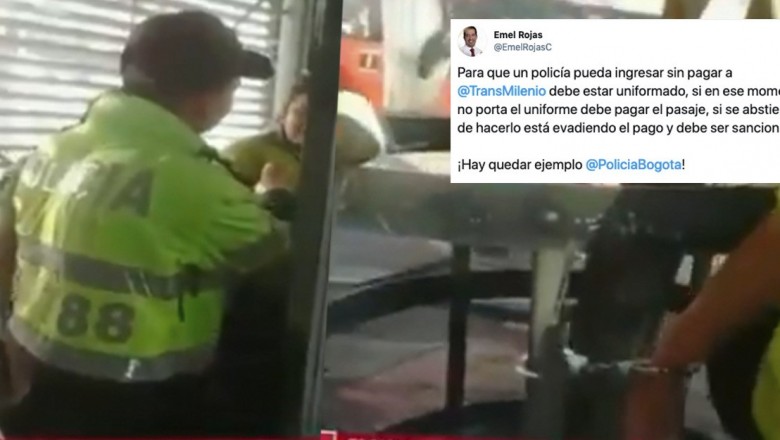 Emel Rojas
@EmelRojasC
Para que un policía pueda ingresar sin pagar a
@TransMilenio debe estar uniformado, si en ese mome
no porta el uniforme debe pagar el pasaje, si se abstie
de hacerlo está evadiendo el pago y debe ser sancion
¡Hay quedar ejemplo @PoliciaBogota!
POLICIA
88